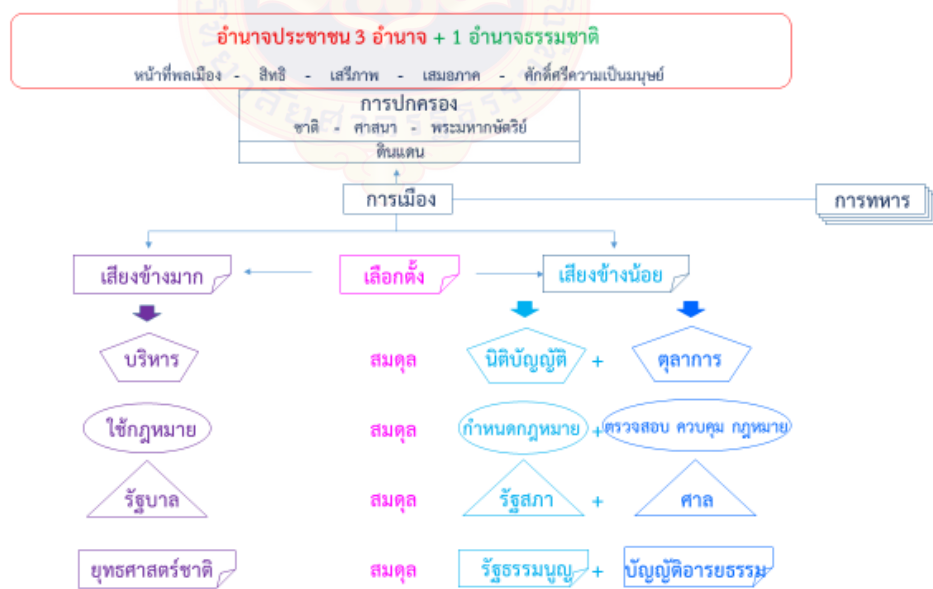 อำนาจประชาชน 3 อำนาจ + 1 อำนาจธรรมชาติ
หน้าที่พลเมือง - สิทธิ - เสรีภาพ - เสมอภาค - ศักดิ์ศรีความเป็นมนุษย์
การปกครอง
ชาติ - ศาสนา - พระมหากษัตริย์
ดินแดน
การเมือง
การทหาร
เสียงข้างมาก เลือกตั้ง เสียงข้างน้อย
บริหาร สมดุล นิติบัญญัติ + ตุลาการ
ใช้กฎหมาย สมดุล กำหนดกฎหมาย + ตรวจสอบ ควบคุม กฎหมาย
รัฐบาล สมดุล รัฐสภา + ศาล
ยุทธศาสตร์ชาติ สมดุล รัฐธรรมนูญ + บัญญัติอารยธรรม